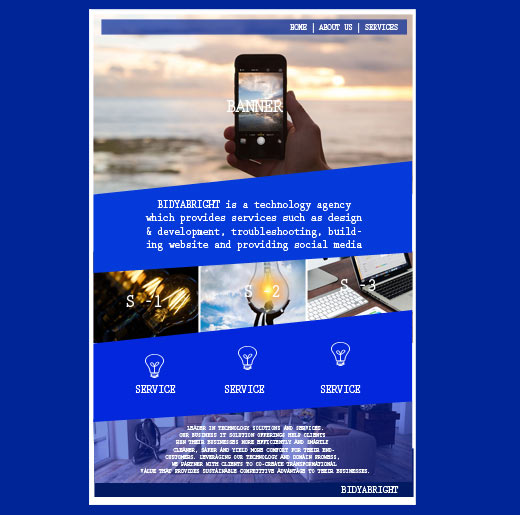 HOME | ABOUT US | SERVICES
BANNER
BIDYABRIGHT is a technology agency
which provides services such as design
& development, troubleshooting, build-
ing website and providing social media
S -1
S -2
S -3
SERVICE
SERVICE
SERVICE
LEADER IN TECHNOLOGY SOLUTIONS AND SERVICES.
OUR BUSINESS IT SOLUTION OFFERINGS HELP CLIENTS
RUN THEIR BUSINESSES MORE EFFICIENTLY AND SMARTLY
CLEANER, SAFER AND YIELD MORE COMFORT FOR THEIR END-
CUSTOMERS. LEVERAGING OUR TECHNOLOGY AND DOMAIN PROWESS,
WE PARTNER WITH CLIENTS TO CO-CREATE TRANSFORMATIONAL
VALUE THAT PROVIDES SUSTAINABLE COMPETITIVE ADVANTAGE TO THEIR BUSINESSES.
BIDYABRIGHT